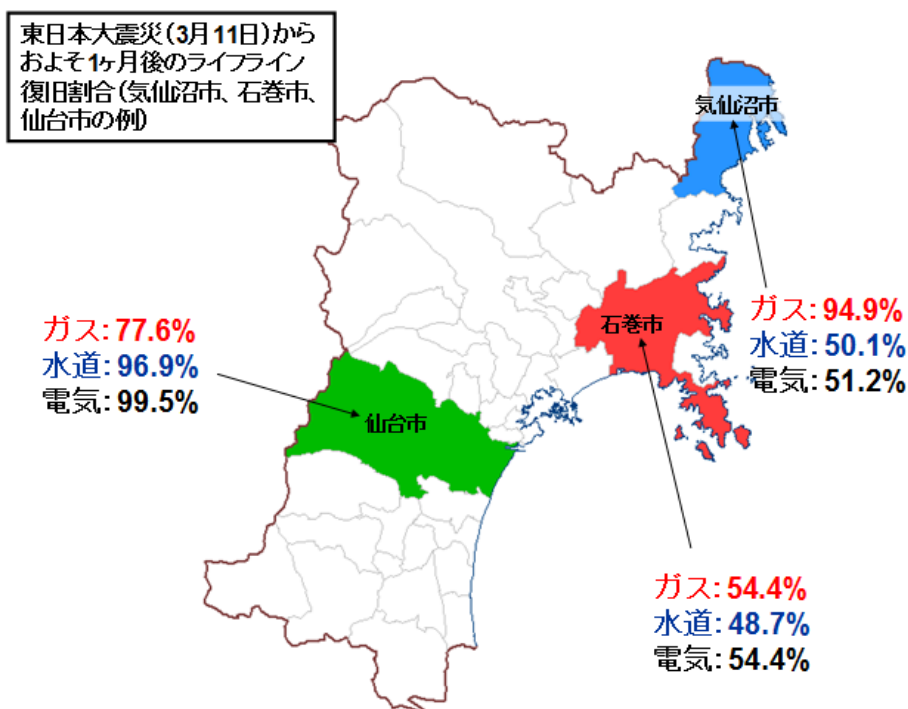 東日本大震災(3月11日)から
およそ1ヶ月後のライフライン
復旧割合(気仙沼市、石巻市、
仙台市の例)
気仙沼市
ガス:94.9%
水道:50.1%
電気:51.2%
石巻市
ガス:77.6%
水道:96.9%
電気:99.5%
仙台市
ガス:54.4%
水道:48.7%
電気:54.4%